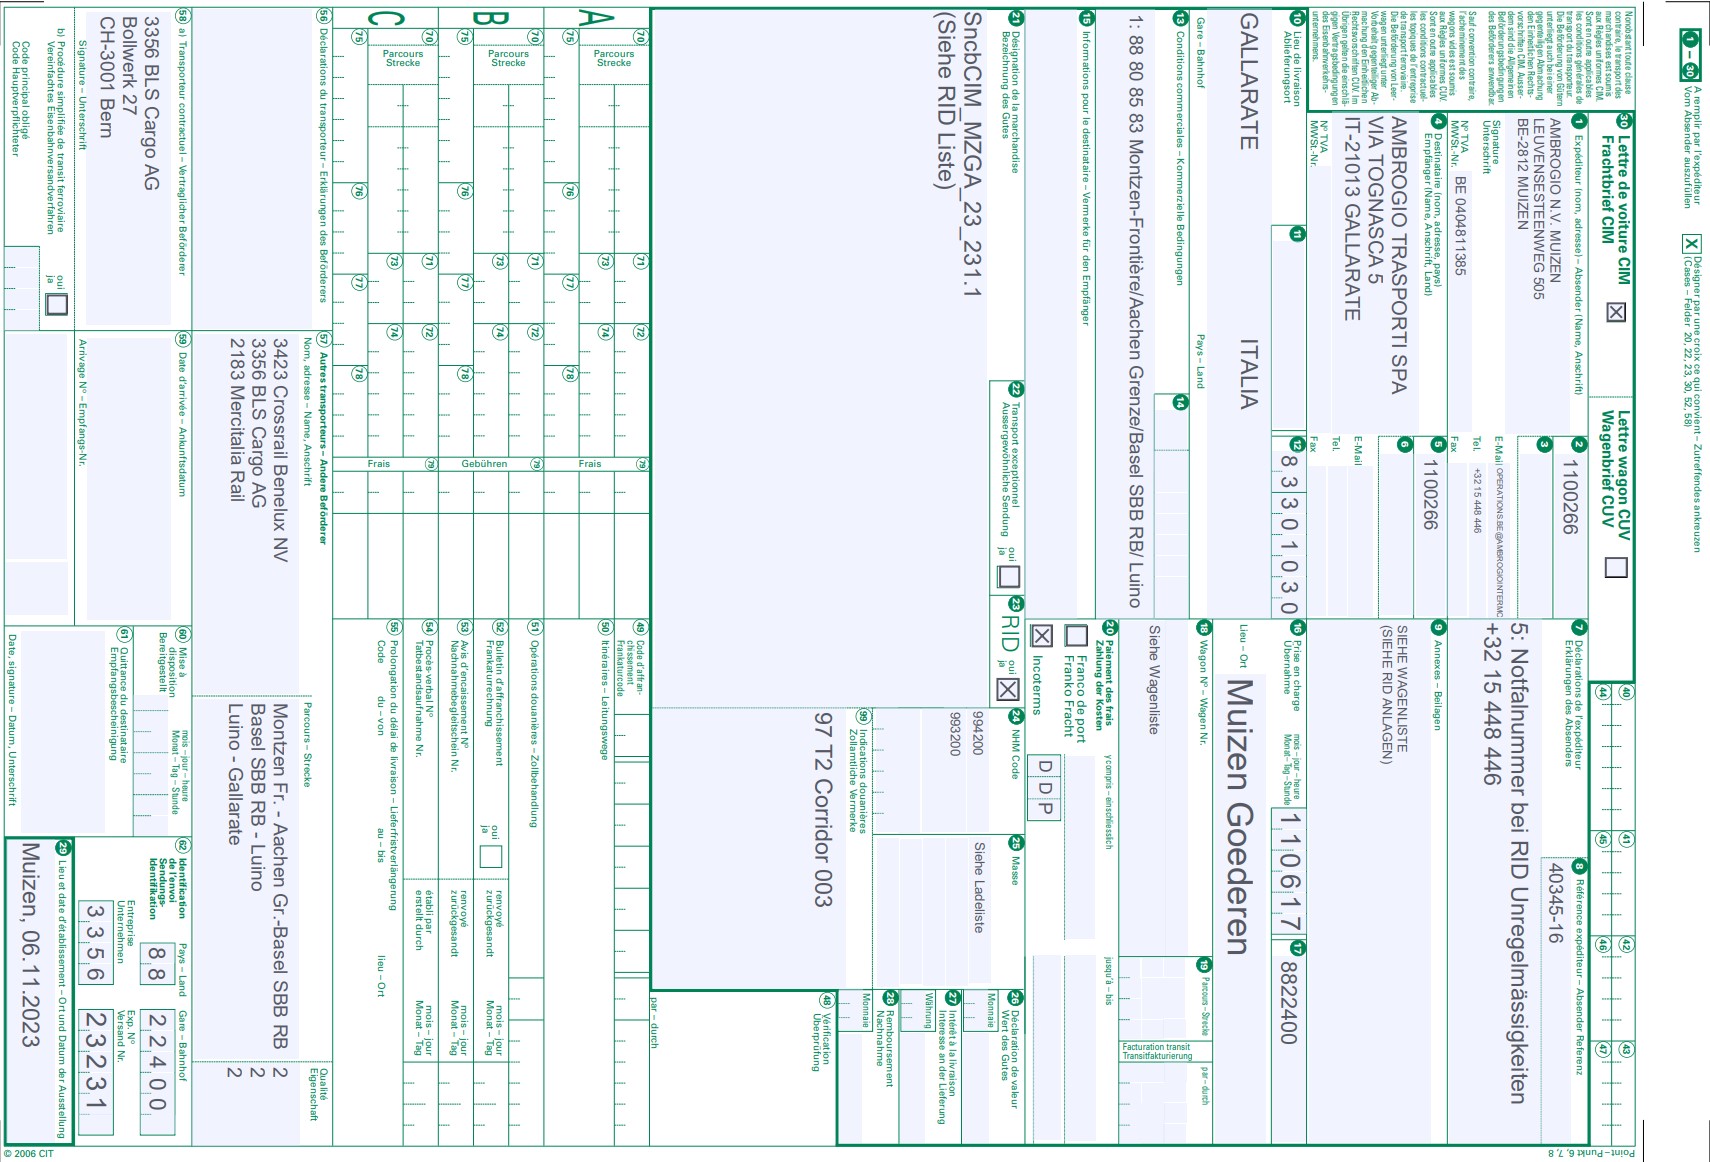 1 – 30
A remplir par l'expéditeur
Vom Absender auszufüllen
X
Désigner par une croix ce qui convient – Zutreffendes ankreuzen
(Cases – Felder 20, 22, 23, 30, 52, 58)
Nonobstant toute clause
contraire, le transport des
marchandises est soumis
aux Règles uniformes CIM.
Sont en outre applicables
les conditions générales de
transport du transporteur.
Die Beförderung von Gütern
unterliegt auch bei einer
gegenteiligen Abmachung
den Einheitlichen Rechts-
vorschriften CIM. Ausser-
dem sind die Allgemeinen
Beförderungsbedingungen
des Beförderers anwendbar.
Sauf convention contraire,
l'acheminement des
wagons vides est soumis
aux Règles uniformes CUV.
Sont en outre applicables
les conditions contractuel-
les topiques de l'entreprise
de transport ferroviaire.
Die Beförderung von Leer-
wagen unterliegt unter
Vorbehalt gegenteiliger Ab-
machung den Einheitlichen
Rechtsvorschriften CUV. Im
Übrigen gelten die einschlä-
gigen Vertragsbedingungen
des Eisenbahnverkehrs-
unternehmens.
30 Lettre de voiture CIM
Frachtbrief CIM
Lettre wagon CUV
Wagenbrief CUV
40 41 42 43
44 45 46 47
Point – Punkt 6, 7, 8
1 Expéditeur (nom, adresse) – Absender (Name, Anschrift)
AMBROGIO N.V. MUIZEN
LEUVENSESTEENWEG 505
BE-2812 MUIZEN
Signature
Unterschrift
Nº TVA
MWSt.-Nr. BE 0404811385
2 1100266
3
E-Mail OPERATIONS.BE@AMBROGIOINTERMO
Tel. +32 15 448 446
Fax
7 Déclarations de l'expéditeur
Erklärungen des Absenders
8 Référence expéditeur – Absender Referenz
40345-16
5: Notfalnummer bei RID Unregelmässigkeiten
+32 15 448 446
4 Destinataire (nom, adresse, pays)
Empfänger (Name, Anschrift, Land)
AMBROGIO TRASPORTI SPA
VIA TOGNASCA 5
IT-21013 GALLARATE
Nº TVA
MWSt.-Nr.
5 1100266
6
E-Mail
Tel.
Fax
9 Annexes – Beilagen
SIEHE WAGENLISTE
(SIEHE RID ANLAGEN)
10 Lieu de livraison
Ablieferungsort
11
12 8 3 3 0 1 0 3 0
GALLARATE ITALIA
Gare – Bahnhof Pays – Land
16 Prise en charge
Übernahme
mois – jour – heure
Monat – Tag – Stunde
1 1 0 6 1 7
17 8822400
Lieu – Ort Muizen Goederen
13 Conditions commerciales – Kommerzielle Bedingungen
14
1: 88 80 85 83 Montzen-Frontière/Aachen Grenze/Basel SBB RB/ Luino
18 Wagon Nº – Wagen Nr.
Siehe Wagenliste
19 Parcours – Strecke
Facturation transit
Transitfakturierung
par – durch
15 Informations pour le destinataire – Vermerke für den Empfänger
20 Paiement des frais
Zahlung der Kosten
y compris – einschliesslich
jusqu'à – bis
Franco de port
Franko Fracht
Incoterms
D D P
21 Désignation de la marchandise
Bezeichnung des Gutes
22 Transport exceptionnel
Aussergewöhnliche Sendung
oui
ja
23 RID oui
ja
SncbCIM_MZGA_23_231.1
(Siehe RID Liste)
24 NHM Code
994200
993200
25 Masse
Siehe Ladeliste
26 Déclaration de valeur
Wert des Gutes
Monnaie
27 Intérêt à la livraison
Interesse an der Lieferung
Währung
28 Remboursement
Nachnahme
Monnaie
99 Indications douanières
Zollamtliche Vermerke
97 T2 Corridor 003
48 Vérification
Überprüfung
par – durch
A
70 Parcours
Strecke
71 72
73 74
75 76 77 78
79 Frais
B
70 Parcours
Strecke
71 72
73 74
75 76 77 78
79 Gebühren
C
70 Parcours
Strecke
71 72
73 74
75 76 77 78
79 Frais
49 Code d'affran-
chissement
Frankaturcode
50 Itinéraires – Leitungswege
51 Opérations douanières – Zollbehandlung
52 Bulletin d'affranchissement
Frankaturrechnung
oui
ja
renvoyé
zurückgesandt
mois – jour
Monat – Tag
53 Avis d'encaissement Nº
Nachnahmebegleitschein Nr.
renvoyé
zurückgesandt
mois – jour
Monat – Tag
54 Procès-verbal Nº
Tatbestandsaufnahme Nr.
établi par
erstellt durch
mois – jour
Monat – Tag
55 Prolongation du délai de livraison – Lieferfristverlängerung
Code du – von au – bis lieu – Ort
56 Déclarations du transporteur – Erklärungen des Beförderers
57 Autres transporteurs – Andere Beförderer
Nom, adresse – Name, Anschrift
Parcours – Strecke
Qualité
Eigenschaft
3423 Crossrail Benelux NV Montzen Fr. - Aachen Gr.-Basel SBB RB 2
3356 BLS Cargo AG Basel SBB RB - Luino 2
2183 Mercitalia Rail Luino - Gallarate 2
58 a) Transporteur contractuel – Vertraglicher Beförderer
3356 BLS Cargo AG
Bollwerk 27
CH-3001 Bern
Signature – Unterschrift
b) Procédure simplifiée de transit ferroviaire
Vereinfachtes Eisenbahnversandverfahren
oui
ja
Code principal obligé
Code Hauptverpflichteter
59 Date d'arrivée – Ankunftsdatum
Arrivage Nº – Empfangs-Nr.
60 Mise à
disposition
Bereitgestellt
mois – jour – heure
Monat – Tag – Stunde
61 Quittance du destinataire
Empfangsbescheinigung
Date, signature – Datum, Unterschrift
62 Identification
de l'envoi
Sendungs-
Identifikation
Pays – Land
8 8
Gare – Bahnhof
2 2 4 0 0
Entreprise
Unternehmen
3 3 5 6
Exp. Nº
Versand Nr.
2 3 2 3 1
29 Lieu et date d'établissement – Ort und Datum der Ausstellung
Muizen, 06.11.2023
© 2006 CIT